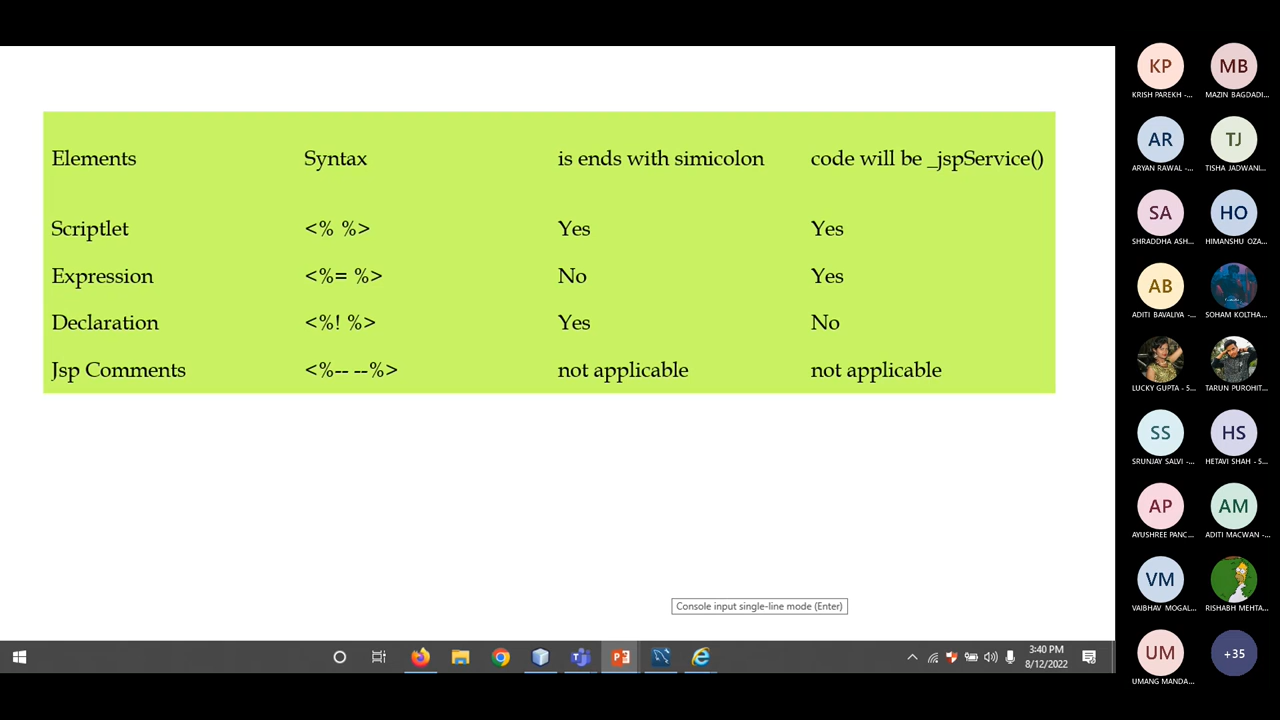 Elements Syntax is ends with simicolon code will be _jspService()
Scriptlet <% %> Yes Yes
Expression <%= %> No Yes
Declaration <%! %> Yes No
Jsp Comments <%-- --%> not applicable not applicable
Console input single-line mode (Enter)
3:40 PM
8/12/2022
KP MB
KRISH PAREKH -... MAZIN BAGDADI...
AR TJ
ARYAN RAWAL -... TISHA JADWANI...
SA HO
SHRADDHA ASH... HIMANSHU OZA...
AB
ADITI BAVALIYA -... SOHAM KOLTHA...
LUCKY GUPTA - 5... TARUN PUROHIT...
SS HS
SRUNJAY SALVI -... HETAVI SHAH - 5...
AP AM
AYUSHREE PANC... ADITI MACWAN -...
VM
VAIBHAV MOGAL... RISHABH MEHTA...
UM +35
UMANG MANDA...